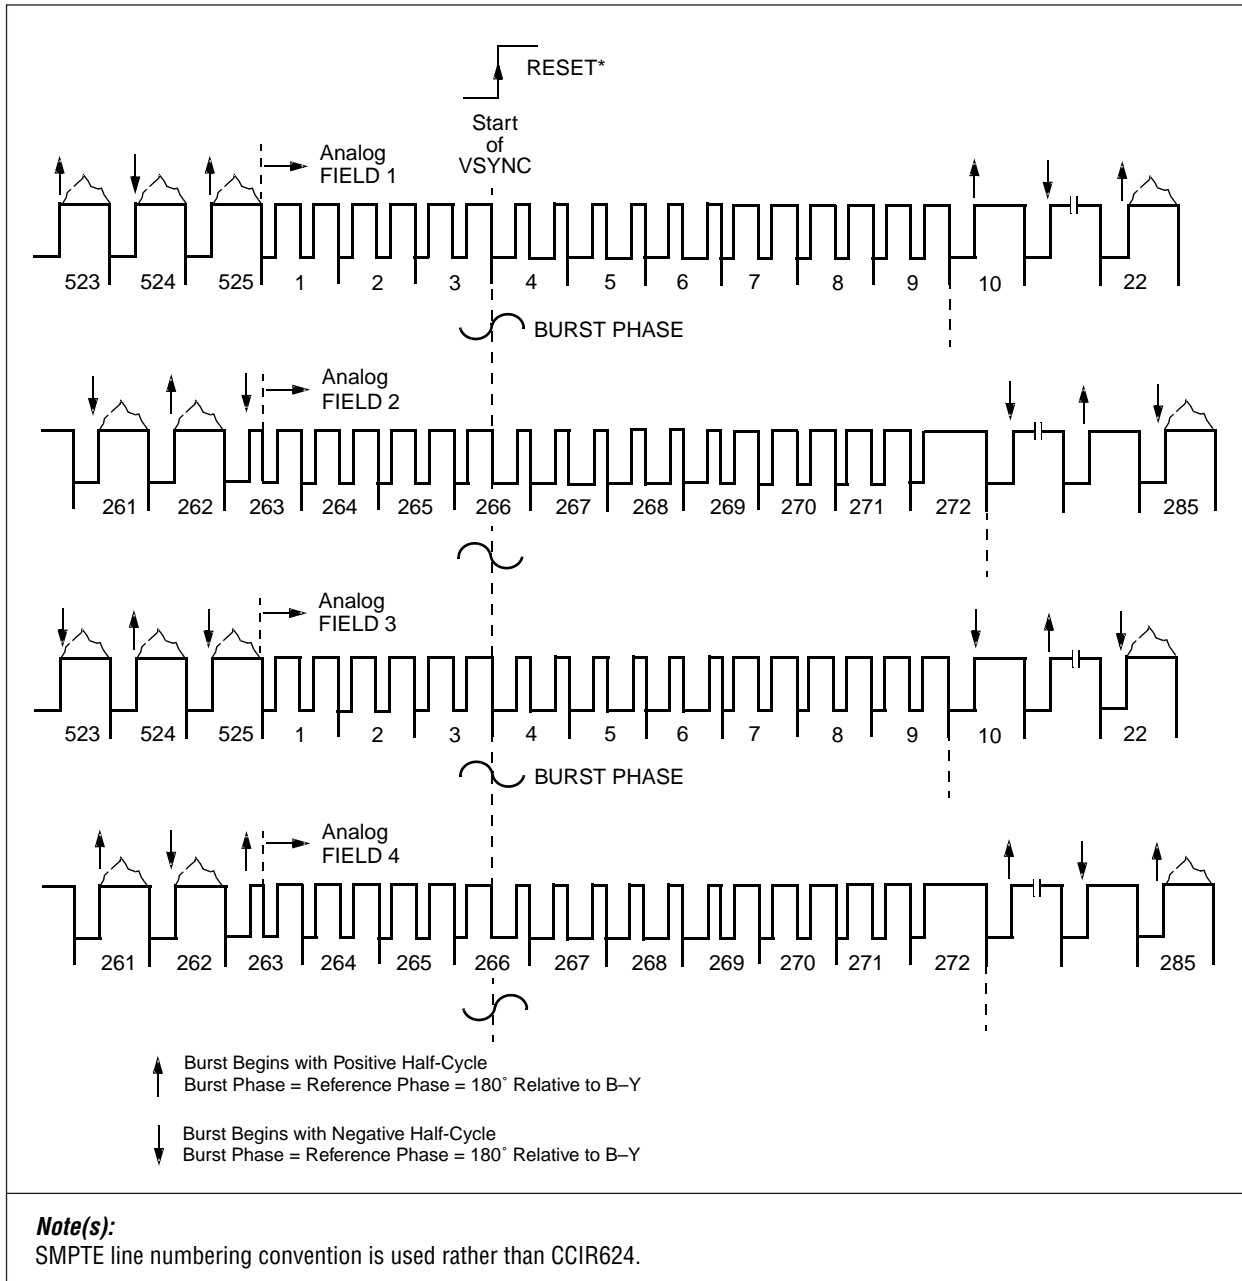 RESET*
Start
of
VSYNC
Analog
FIELD 1
523 524 525 1 2 3 4 5 6 7 8 9 10 22
BURST PHASE
Analog
FIELD 2
261 262 263 264 265 266 267 268 269 270 271 272 285
Analog
FIELD 3
523 524 525 1 2 3 4 5 6 7 8 9 10 22
BURST PHASE
Analog
FIELD 4
261 262 263 264 265 266 267 268 269 270 271 272 285
Burst Begins with Positive Half-Cycle
Burst Phase = Reference Phase = 180˚ Relative to B–Y
Burst Begins with Negative Half-Cycle
Burst Phase = Reference Phase = 180˚ Relative to B–Y
Note(s):
SMPTE line numbering convention is used rather than CCIR624.